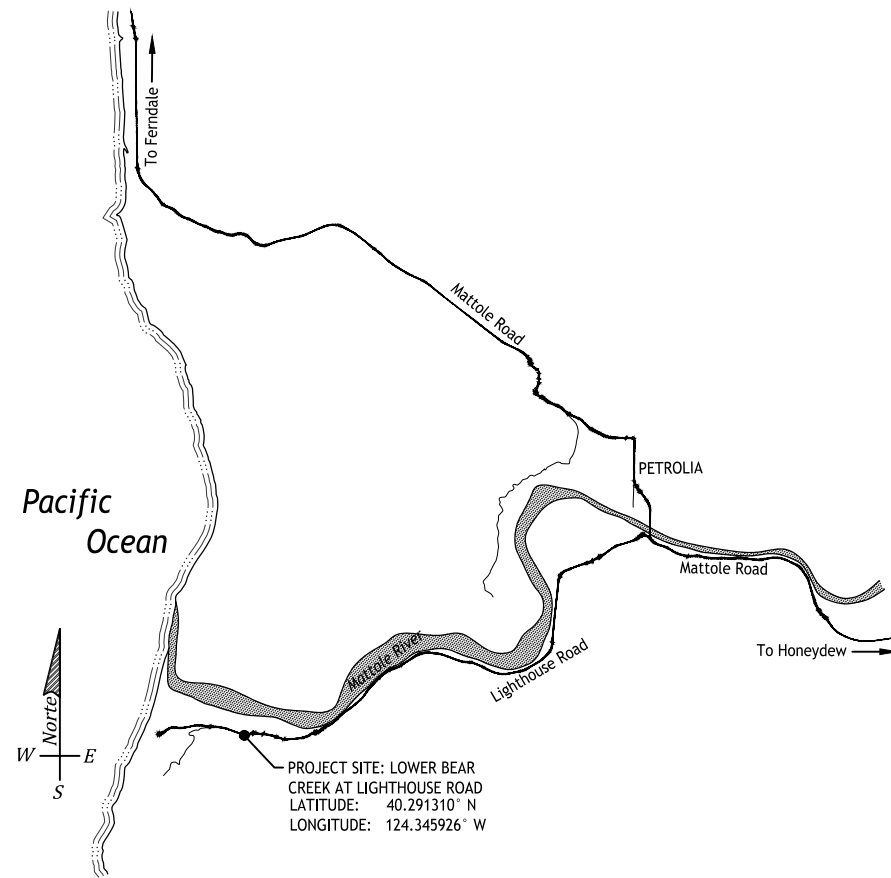 To Ferndale
Mattole Road
PETROLIA
Pacific
Ocean
Mattole Road
To Honeydew
Mattole River
Lighthouse Road
Norte
W
E
S
PROJECT SITE: LOWER BEAR
CREEK AT LIGHTHOUSE ROAD
LATITUDE: 40.291310° N
LONGITUDE: 124.345926° W